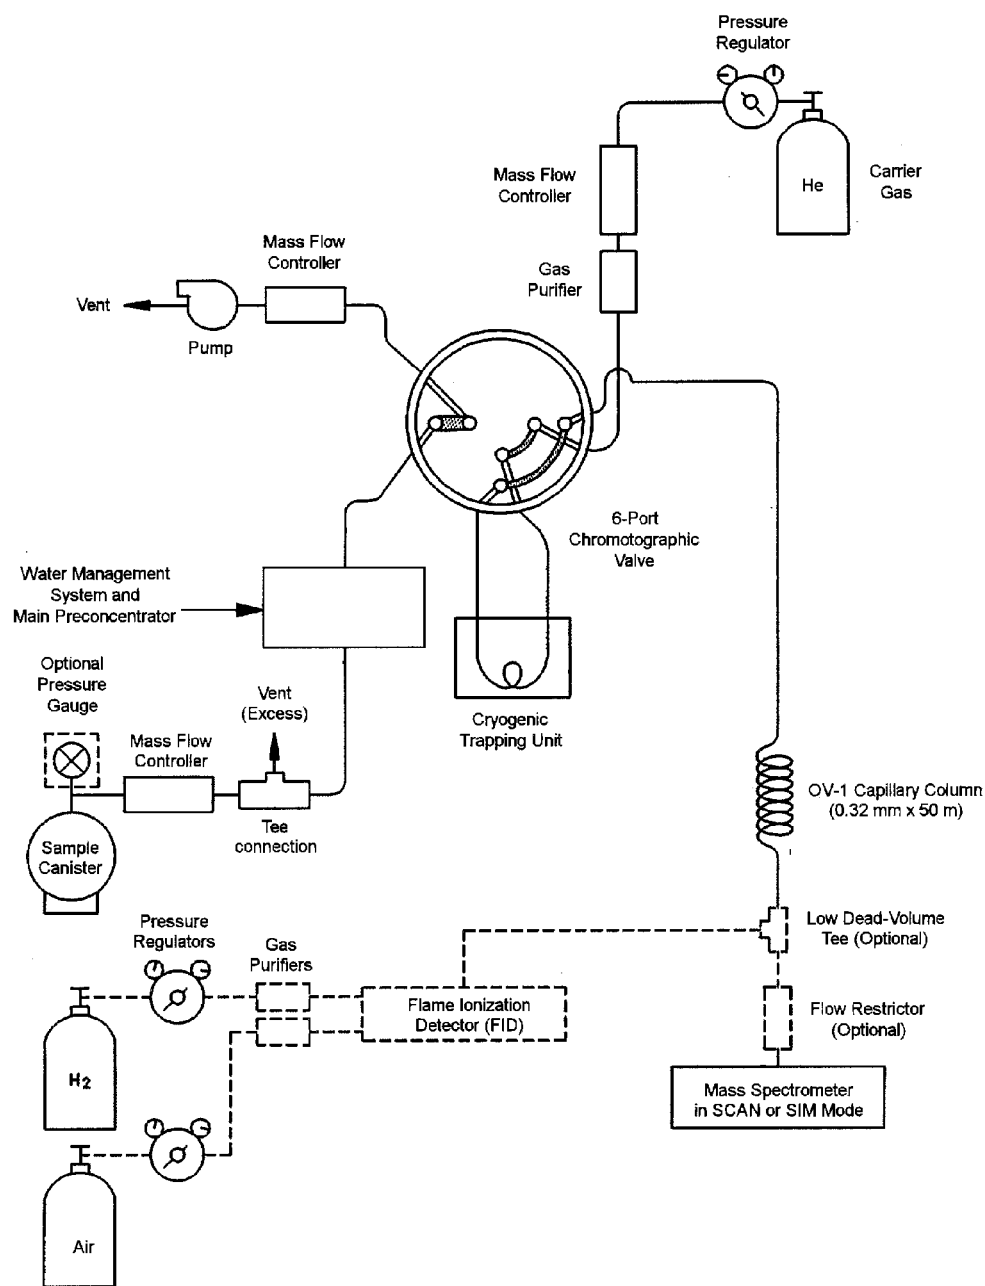 Pressure
Regulator
Mass Flow
Controller
He
Carrier
Gas
Mass Flow
Controller
Gas
Purifier
Vent
Pump
6-Port
Chromotographic
Valve
Water Management
System and
Main Preconcentrator
Optional
Pressure
Gauge
Vent
(Excess)
Cryogenic
Trapping Unit
Mass Flow
Controller
OV-1 Capillary Column
(0.32 mm x 50 m)
Tee
connection
Sample
Canister
Pressure
Regulators
Gas
Purifiers
Low Dead-Volume
Tee (Optional)
Flame Ionization
Detector (FID)
Flow Restrictor
(Optional)
H2
Mass Spectrometer
in SCAN or SIM Mode
Air